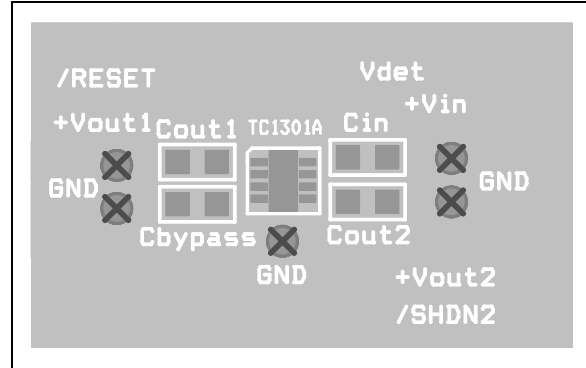 /RESET
Vdet
+Vin
+Vout1
Cout1
TC1301A
Cin
GND
GND
Cbypass
Cout2
GND
+Vout2
/SHDN2